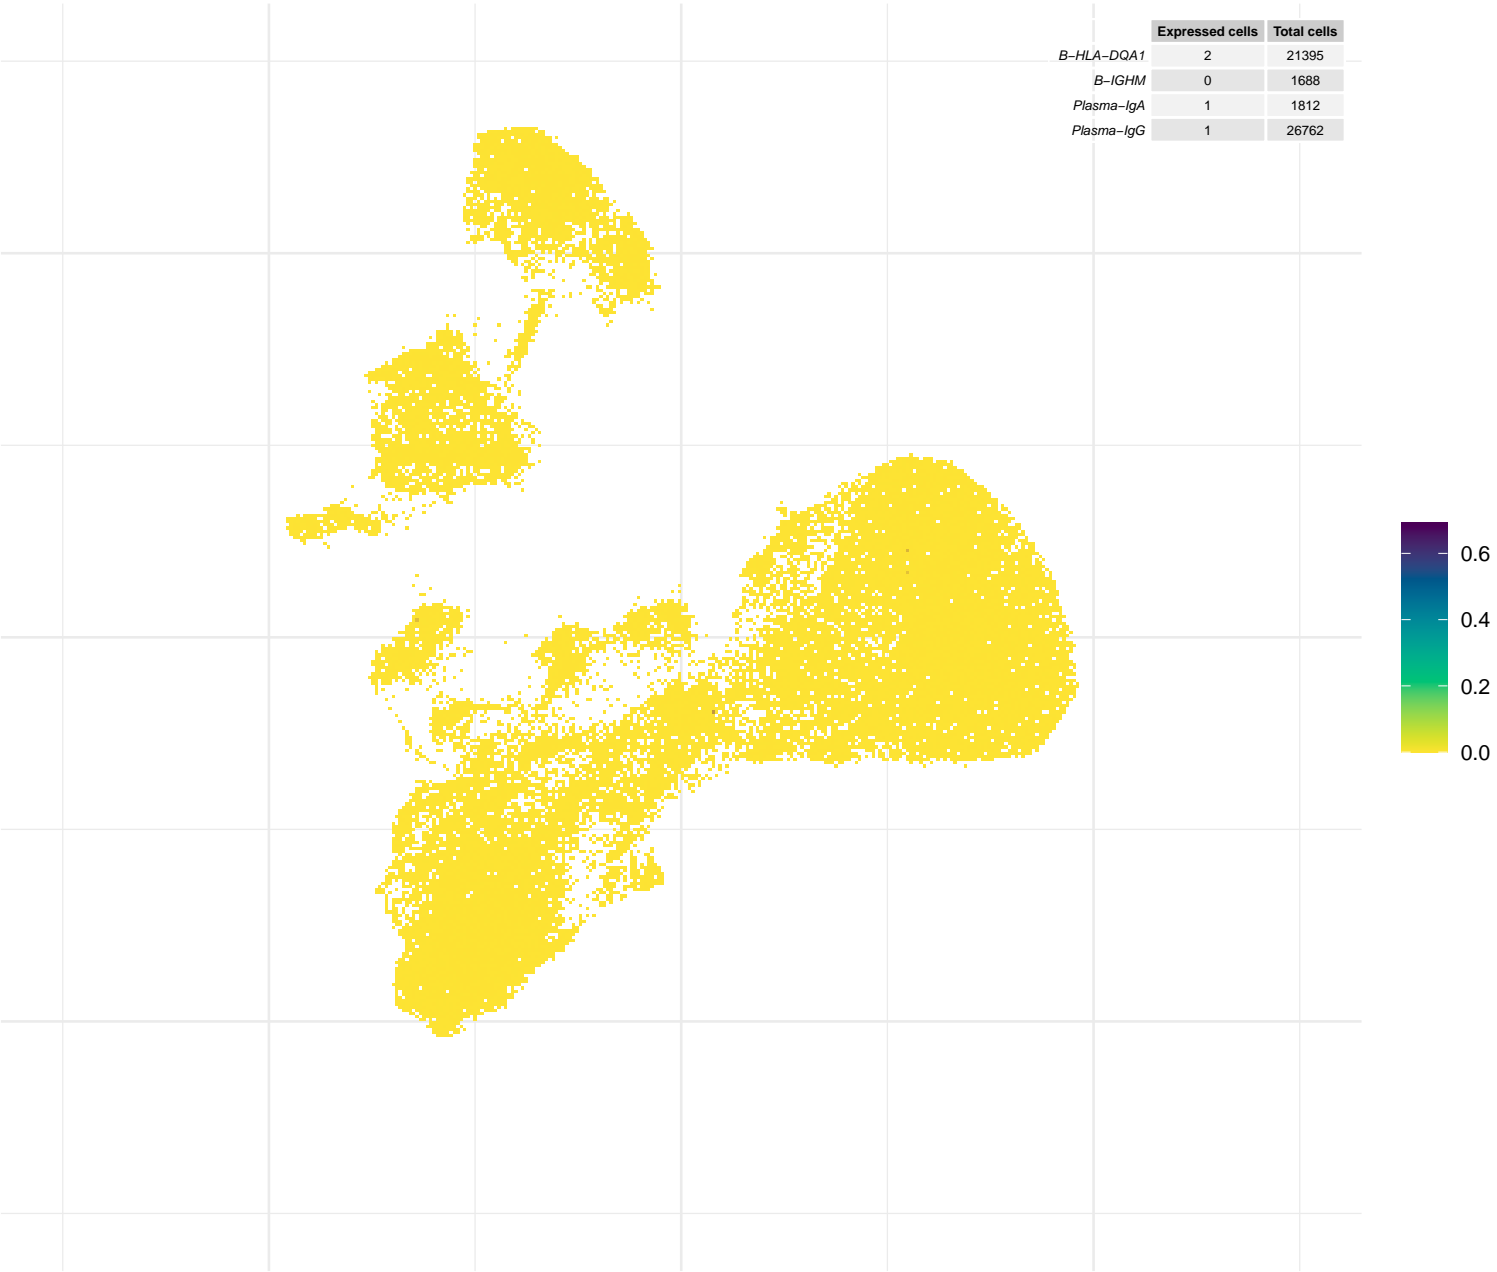 Expressed cells Total cells
B−HLA−DQA1 2 21395
B−IGHM 0 1688
Plasma−IgA 1 1812
Plasma−IgG 1 26762
0.6
0.4
0.2
0.0